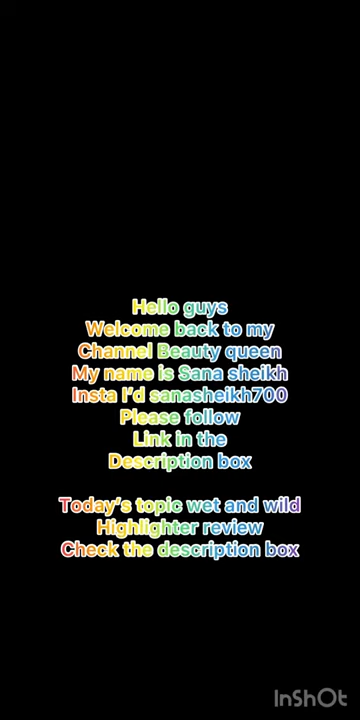 Hello guys
Welcome back to my
Channel Beauty queen
My name is Sana sheikh
Insta I'd sanasheikh700
Please follow
Link in the
Description box
Today's topic wet and wild
Highlighter review
Check the description box
InShOt